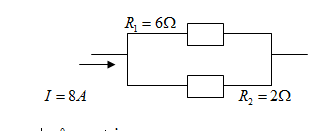 R₁ = 6Ω
I = 8A
R₂ = 2Ω